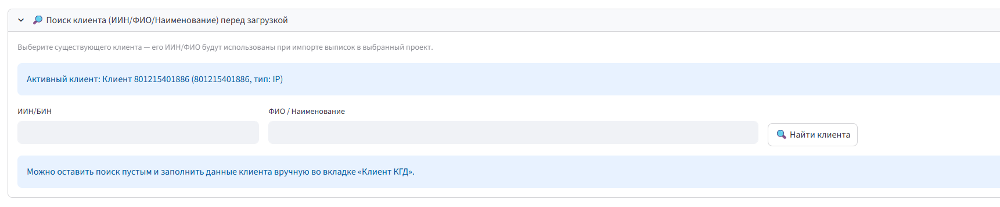 Поиск клиента (ИИН/ФИО/Наименование) перед загрузкой
Выберите существующего клиента — его ИИН/ФИО будут использованы при импорте выписок в выбранный проект.
Активный клиент: Клиент 801215401886 (801215401886, тип: IP)
ИИН/БИН
ФИО / Наименование
Найти клиента
Можно оставить поиск пустым и заполнить данные клиента вручную во вкладке «Клиент КГД».